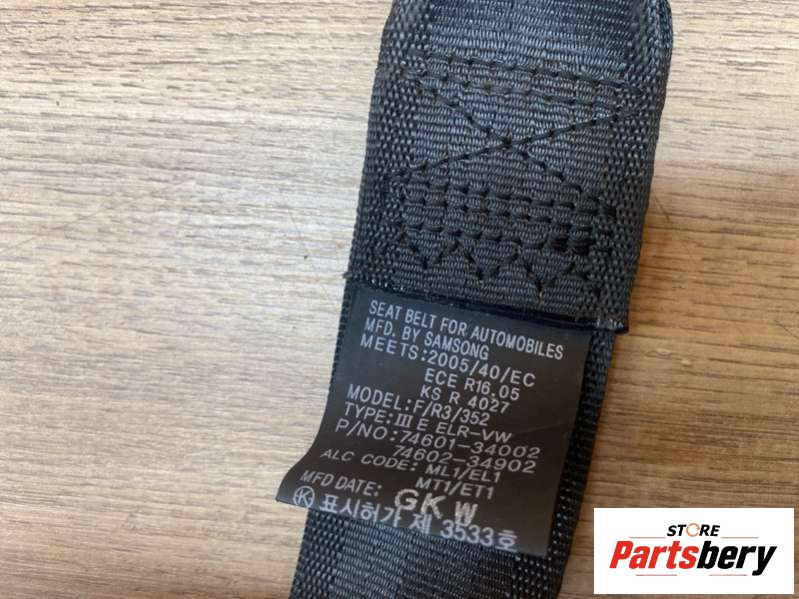 SEAT BELT FOR AUTOMOBILES
MFD. BY SAMSONG
MEETS:2005/40/EC
ECE R16.05
KS R 4027
MODEL:F/R3/352
TYPE:III E ELR-VW
P/NO:74601-34002
74602-34902
ALC CODE: ML1/EL1
MT1/ET1
MFD DATE: GKW
K 표시허가 제 3533호
STORE
Partsbery